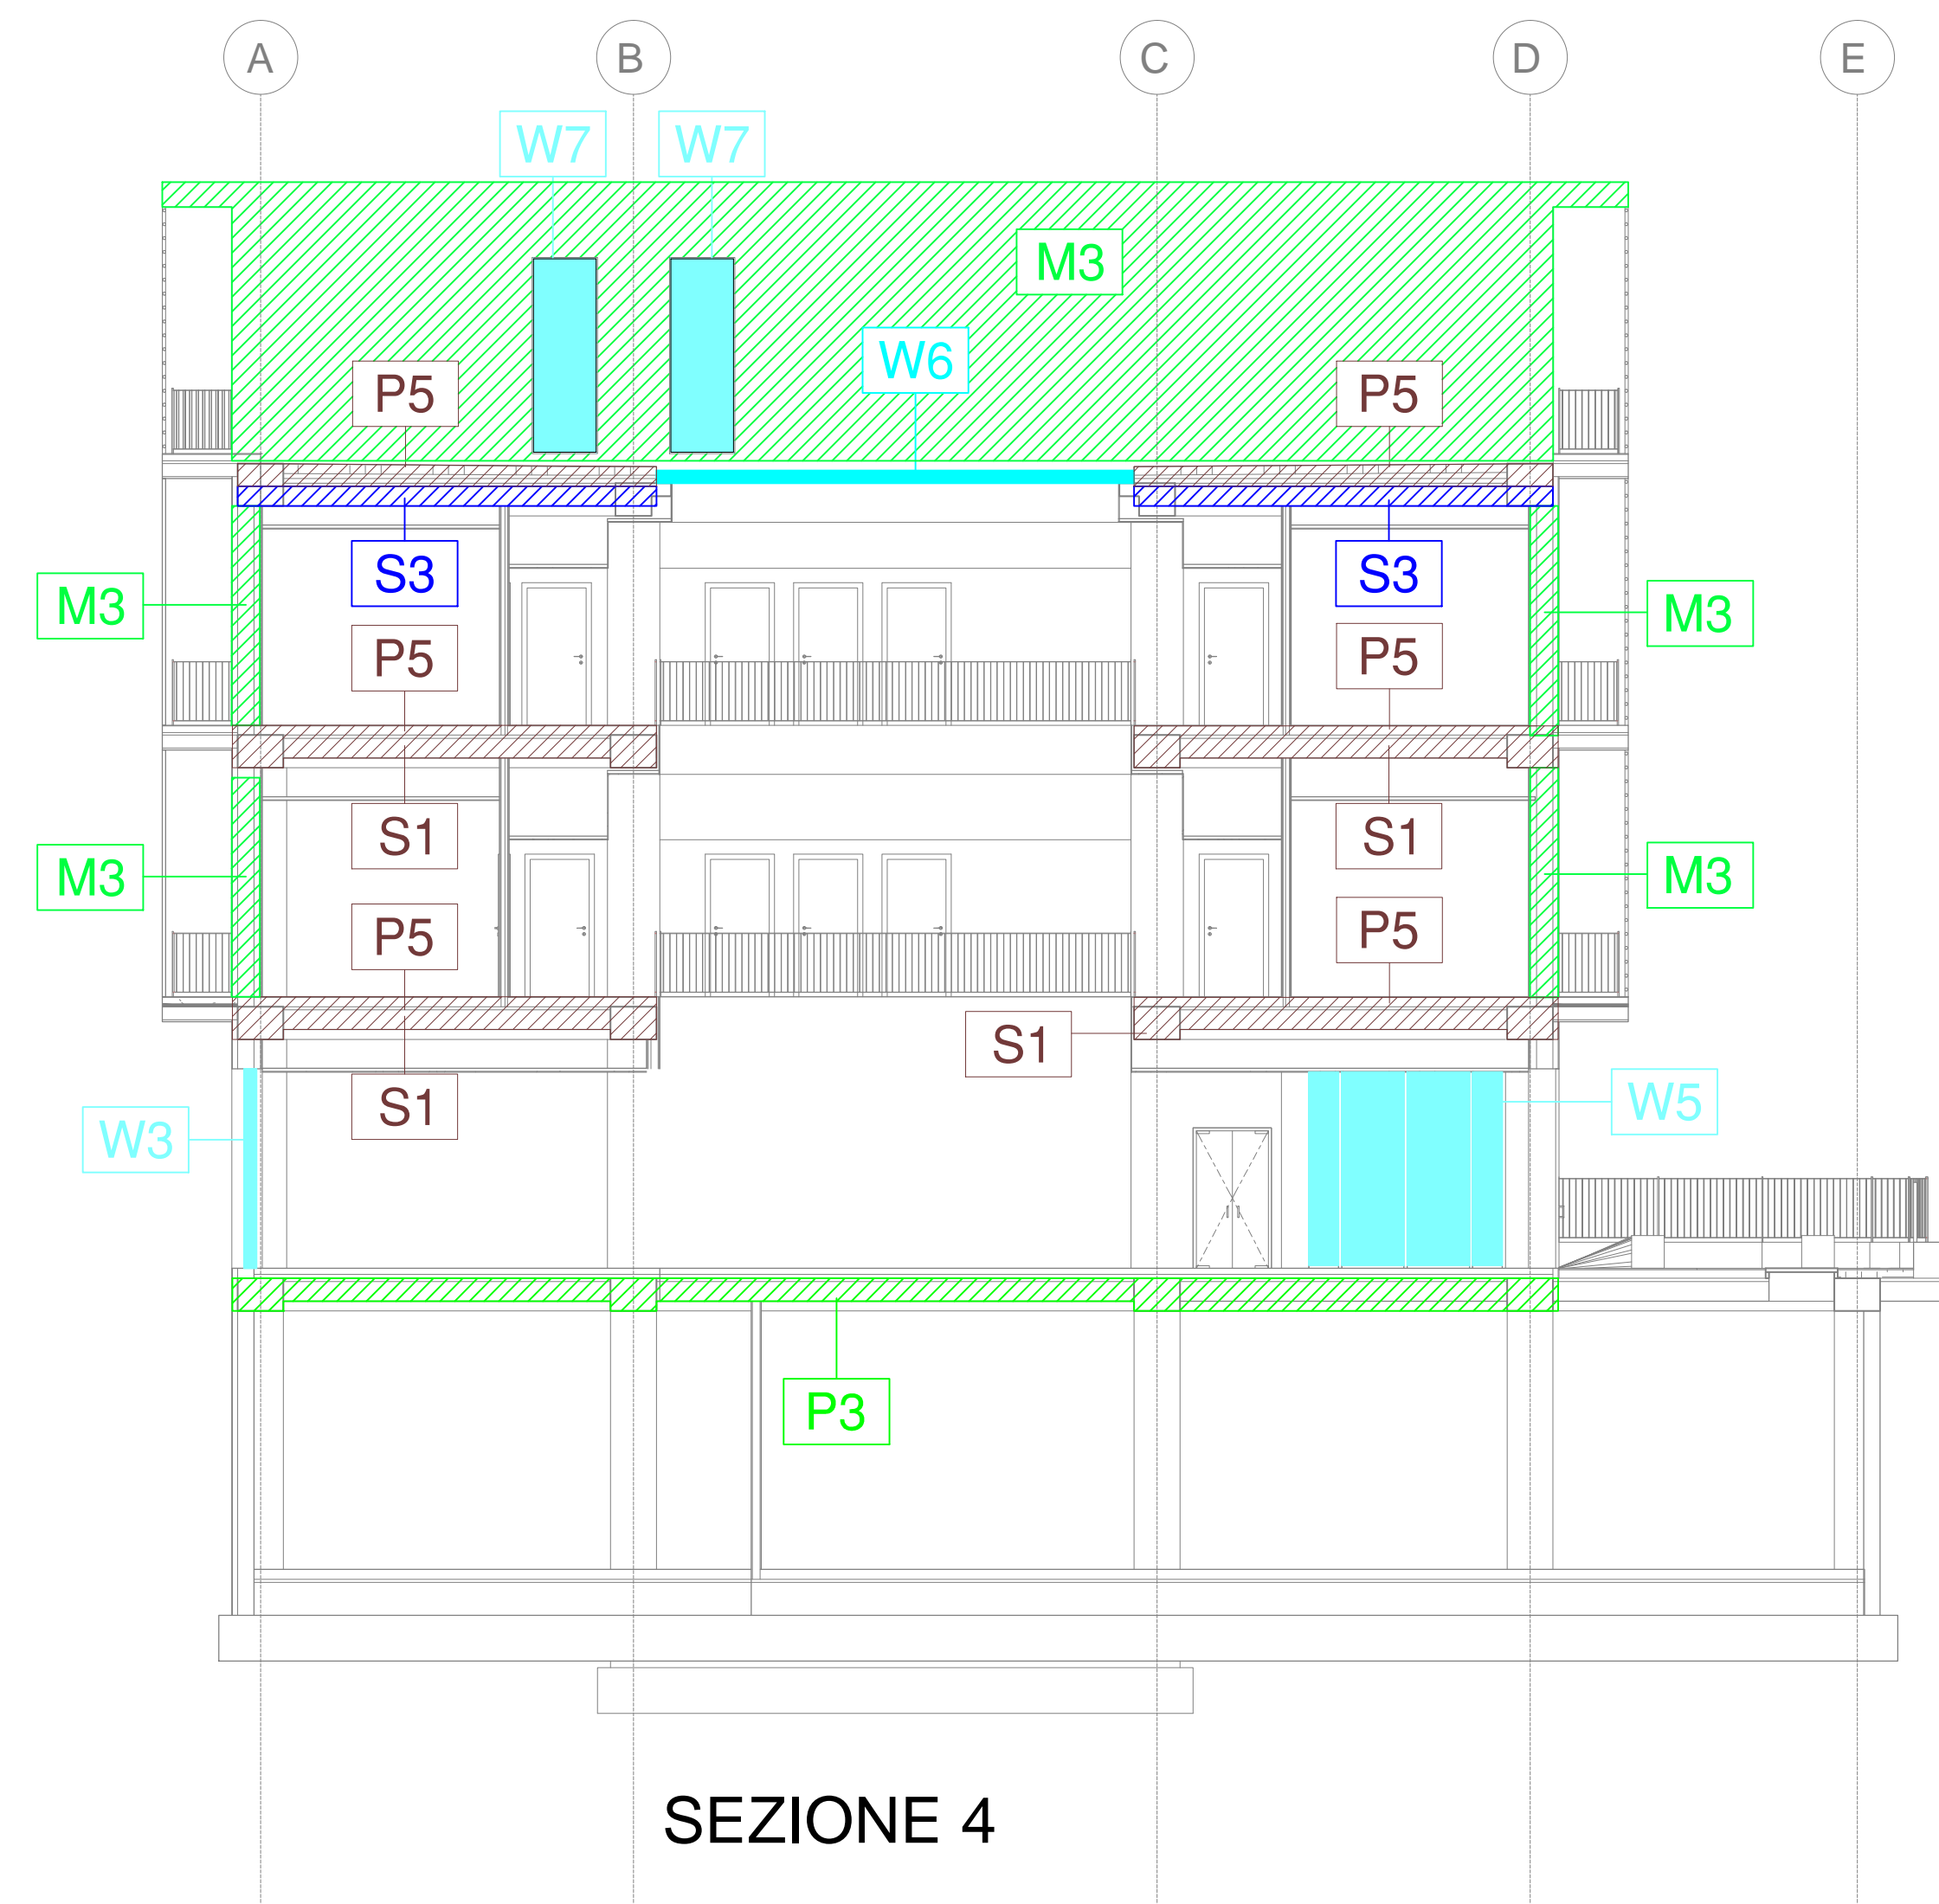 A B C D E
W7 W7
M3
W6
P5 P5
S3 S3
M3 M3
P5 P5
S1 S1
M3 M3
P5 P5
S1
S1
W5
W3
P3
SEZIONE 4